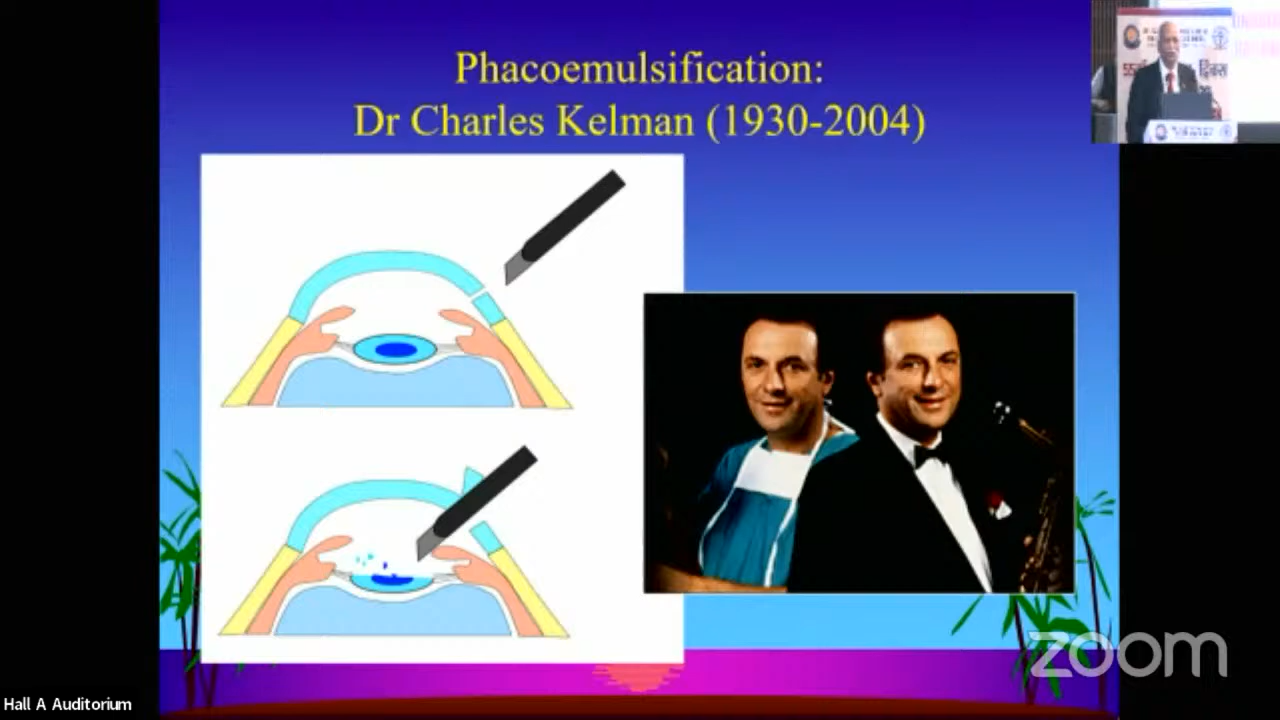 Phacoemulsification:
Dr Charles Kelman (1930-2004)
zoom
Hall A Auditorium